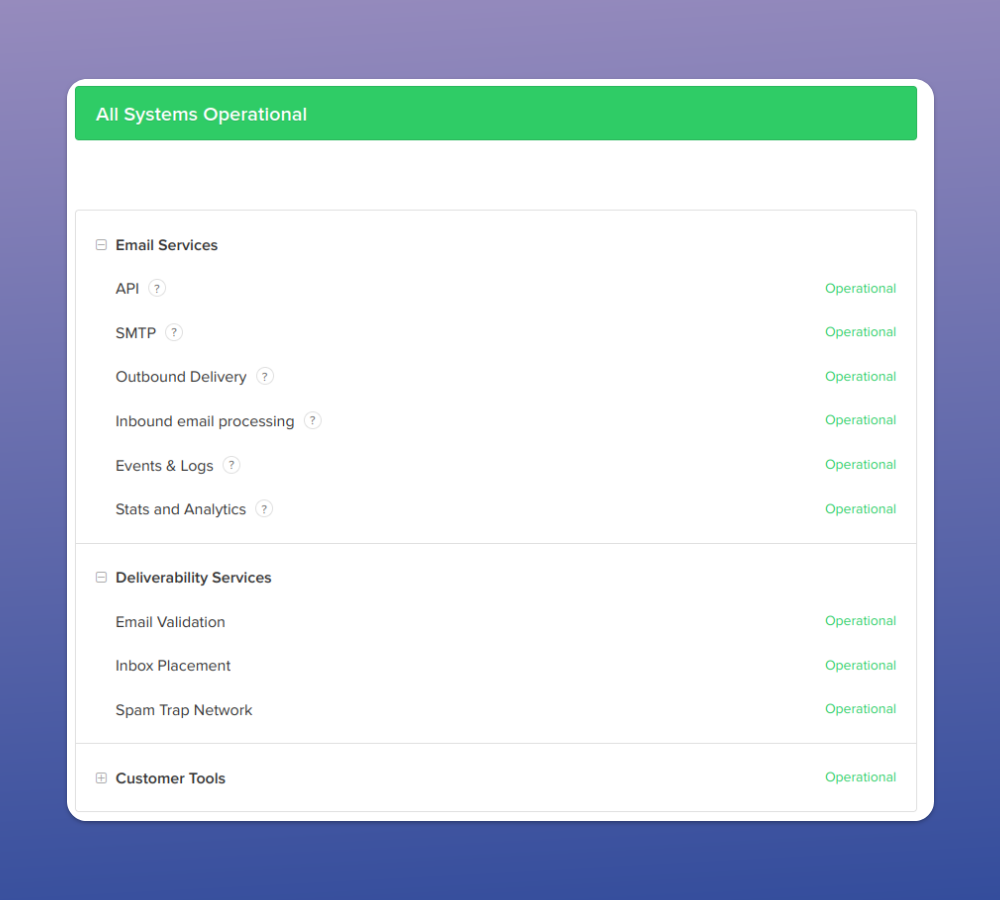 All Systems Operational
Email Services
API ? Operational
SMTP ? Operational
Outbound Delivery ? Operational
Inbound email processing ? Operational
Events & Logs ? Operational
Stats and Analytics ? Operational
Deliverability Services
Email Validation Operational
Inbox Placement Operational
Spam Trap Network Operational
Customer Tools Operational